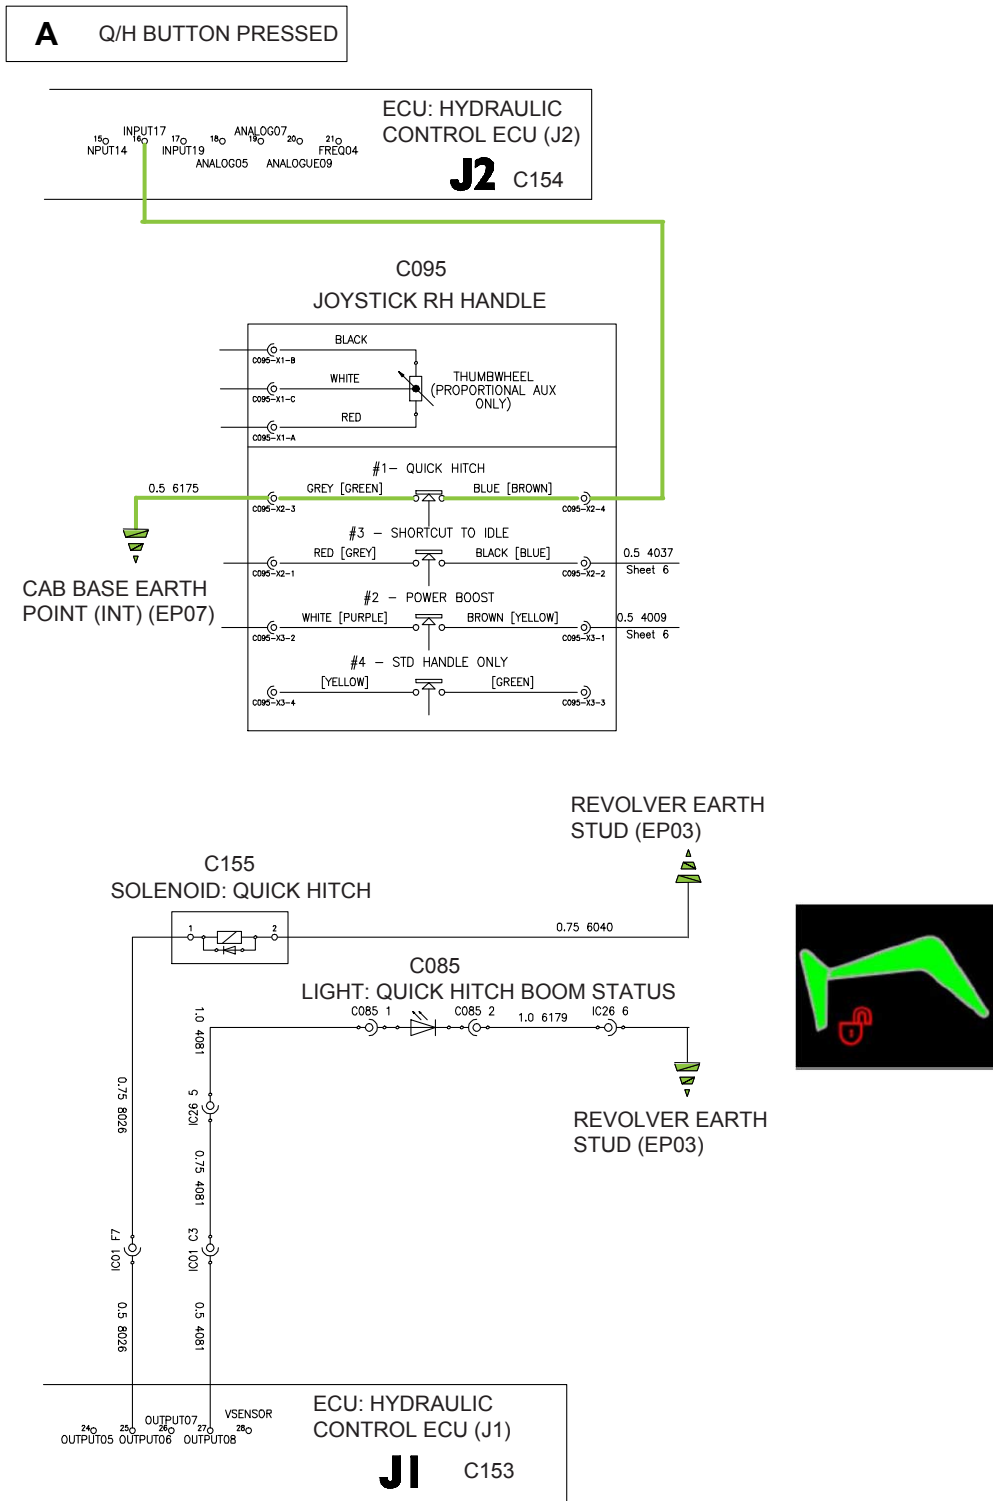 A Q/H BUTTON PRESSED
ECU: HYDRAULIC
CONTROL ECU (J2)
J2 C154
INPUT17 ANALOG07
15 16 17 18 19 20 21
NPUT14 INPUT19 FREQ04
ANALOG05 ANALOGUE09
C095
JOYSTICK RH HANDLE
BLACK
C095-X1-B
WHITE
C095-X1-C
RED
C095-X1-A
THUMBWHEEL
(PROPORTIONAL AUX
ONLY)
#1- QUICK HITCH
0.5 6175 GREY [GREEN] BLUE [BROWN]
C095-X2-3 C095-X2-4
#3 - SHORTCUT TO IDLE
RED [GREY] BLACK [BLUE] 0.5 4037
C095-X2-1 C095-X2-2 Sheet 6
CAB BASE EARTH
POINT (INT) (EP07)
#2 - POWER BOOST
WHITE [PURPLE] BROWN [YELLOW] 0.5 4009
C095-X3-2 C095-X3-1 Sheet 6
#4 - STD HANDLE ONLY
[YELLOW] [GREEN]
C095-X3-4 C095-X3-3
REVOLVER EARTH
STUD (EP03)
C155
SOLENOID: QUICK HITCH
1 2 0.75 6040
C085
LIGHT: QUICK HITCH BOOM STATUS
C085 1 C085 2 1.0 6179 IC26 6
1.0 4081
0.75 8026
IC26 5
REVOLVER EARTH
STUD (EP03)
0.75 4081
IC01 F7
IC01 C3
0.5 8026
0.5 4081
ECU: HYDRAULIC
CONTROL ECU (J1)
J1 C153
OUTPUT07 VSENSOR
24 25 26 27 28
OUTPUT05 OUTPUT06 OUTPUT08